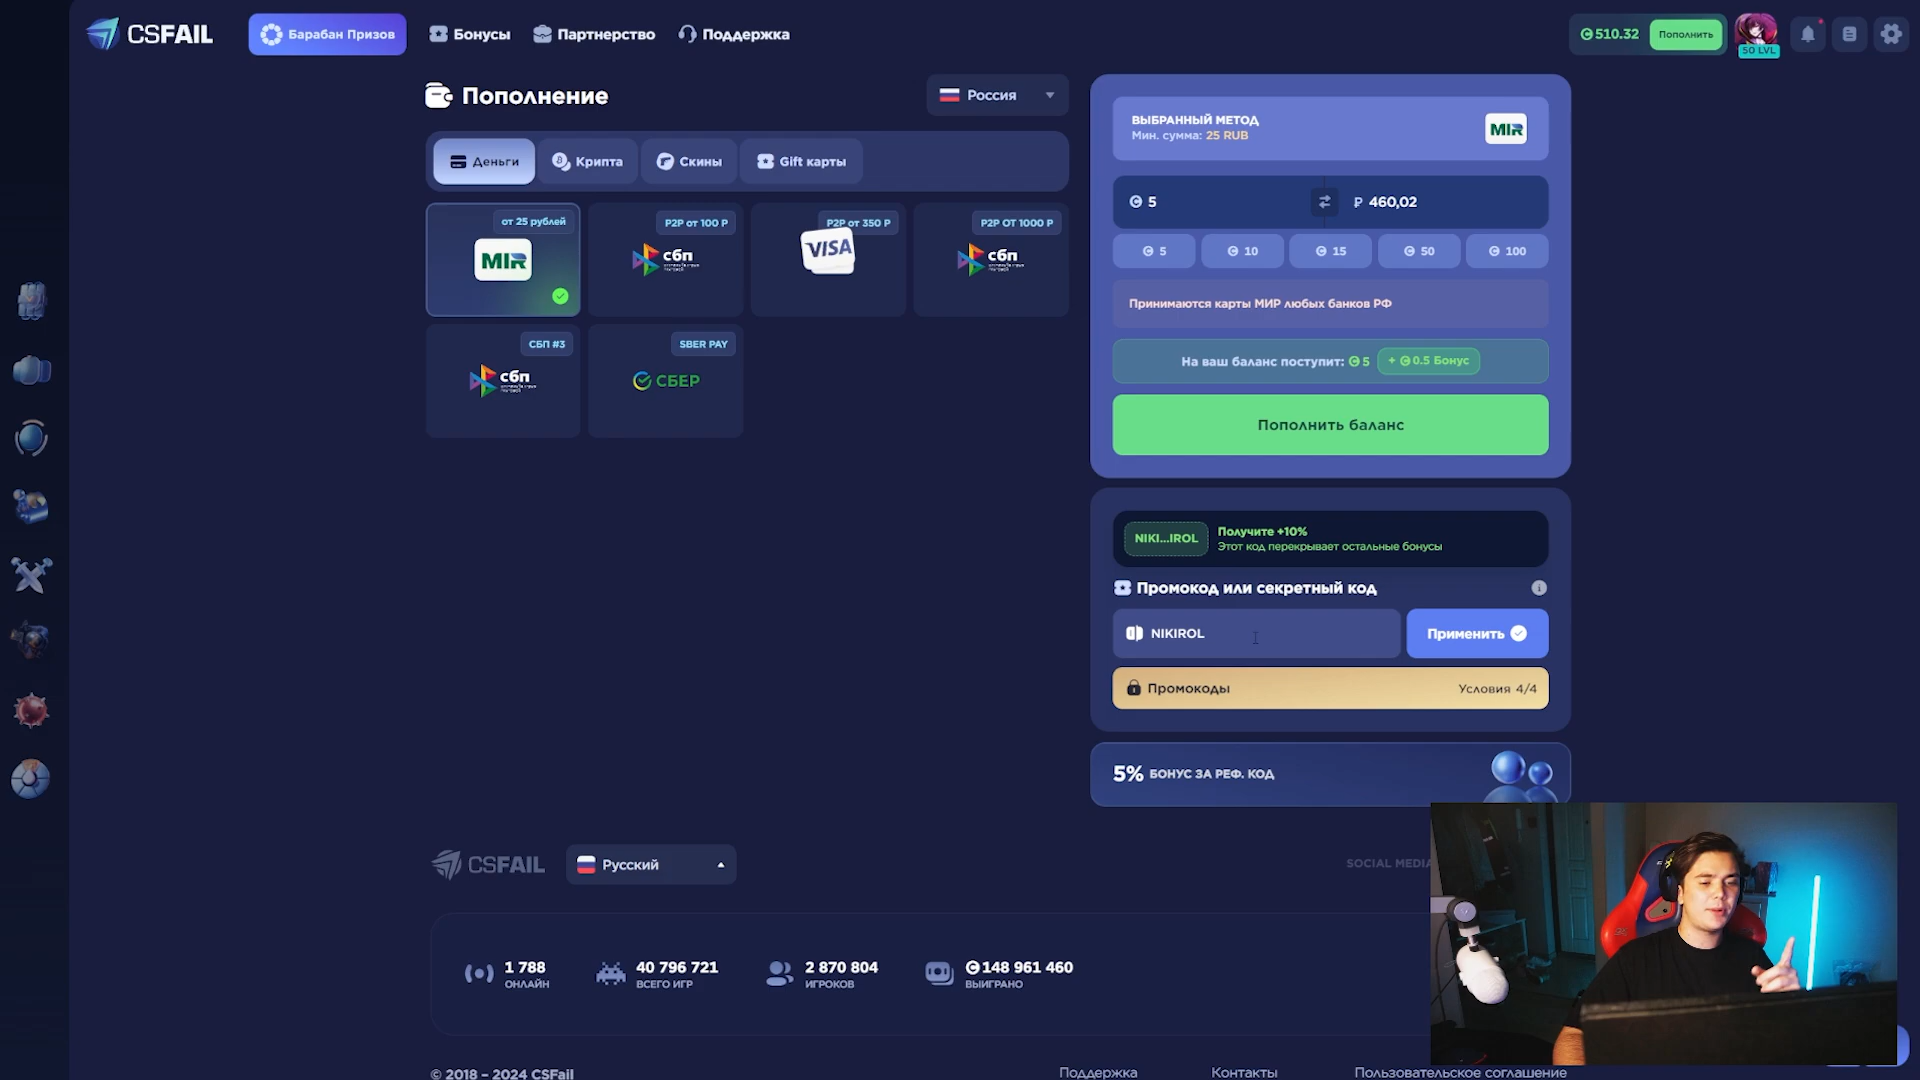 CSFAIL
Барабан Призов
Бонусы
Партнерство
Поддержка
510.32
Пополнить
50 LVL
Пополнение
Россия
Деньги
Крипта
Скины
Gift карты
от 25 рублей
MIR
P2P от 100 Р
сбп
P2P от 350 Р
VISA
P2P ОТ 1000 Р
сбп
СБП #3
сбп
SBER PAY
СБЕР
ВЫБРАННЫЙ МЕТОД
Мин. сумма: 25 RUB
MIR
5
₽ 460,02
5
10
15
50
100
Принимаются карты МИР любых банков РФ
На ваш баланс поступит: 5
+ 0.5 Бонус
Пополнить баланс
NIKI...IROL
Получите +10%
Этот код перекрывает остальные бонусы
Промокод или секретный код
NIKIROL
Применить
Промокоды
Условия 4/4
5% БОНУС ЗА РЕФ. КОД
CSFAIL
Русский
SOCIAL MEDIA
1 788
ОНЛАЙН
40 796 721
ВСЕГО ИГР
2 870 804
ИГРОКОВ
148 961 460
ВЫИГРАНО
© 2018 – 2024 CSFail
Поддержка
Контакты
Пользовательское соглашение